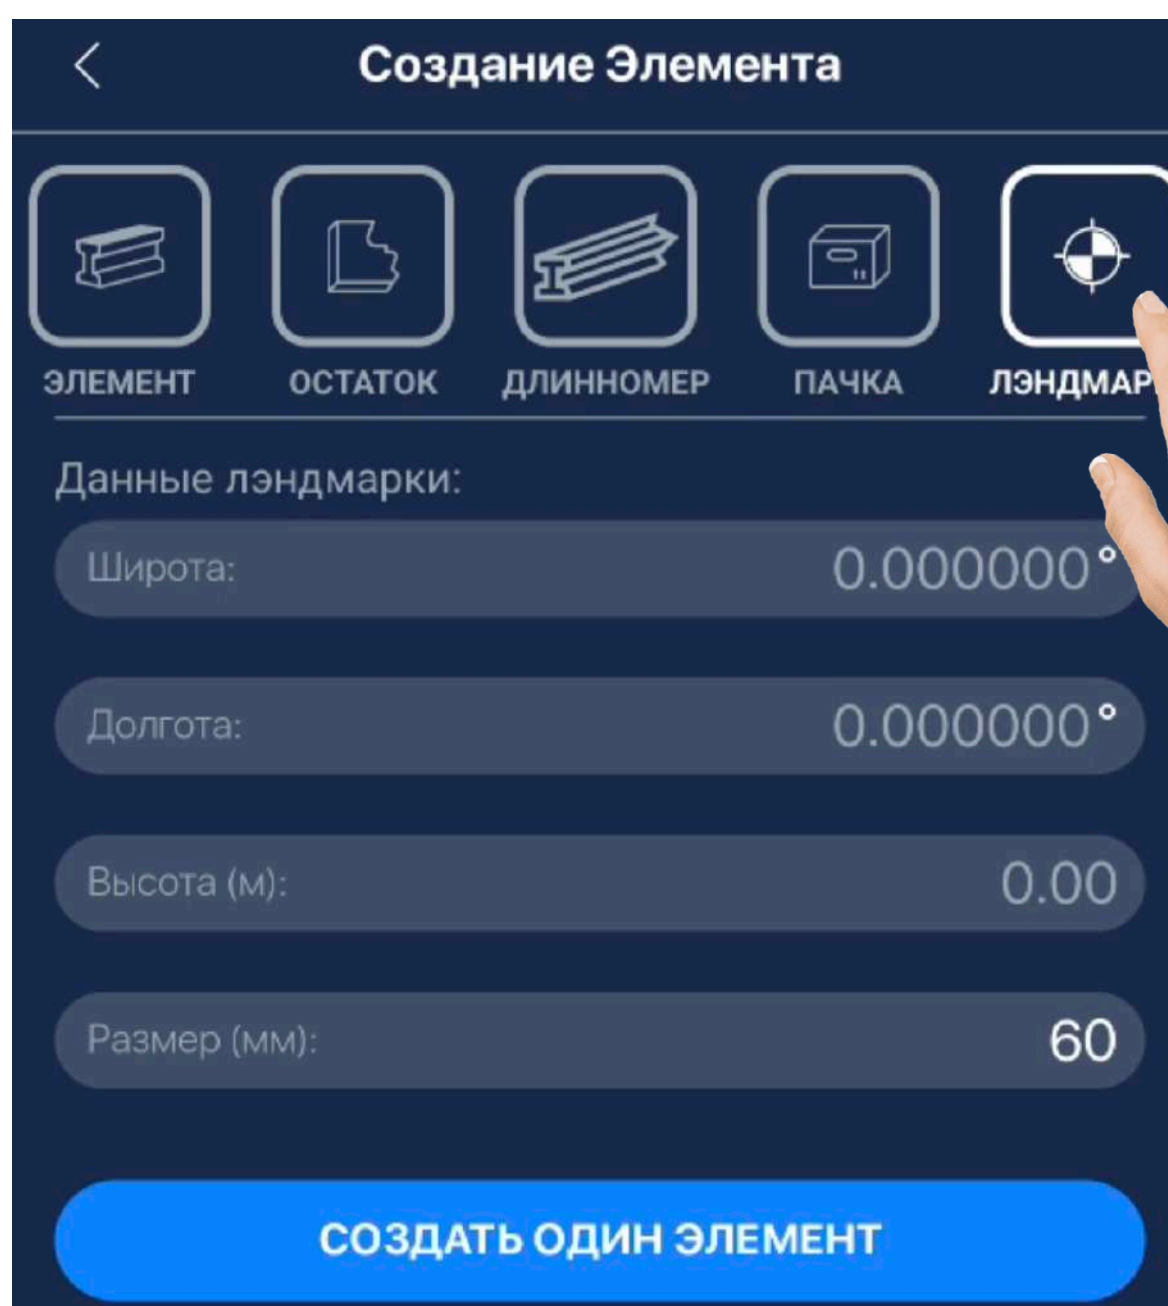 Создание Элемента
ЭЛЕМЕНТ ОСТАТОК ДЛИННОМЕР ПАЧКА ЛЭНДМАР
Данные лэндмарки:
Широта: 0.000000°
Долгота: 0.000000°
Высота (м): 0.00
Размер (мм): 60
СОЗДАТЬ ОДИН ЭЛЕМЕНТ